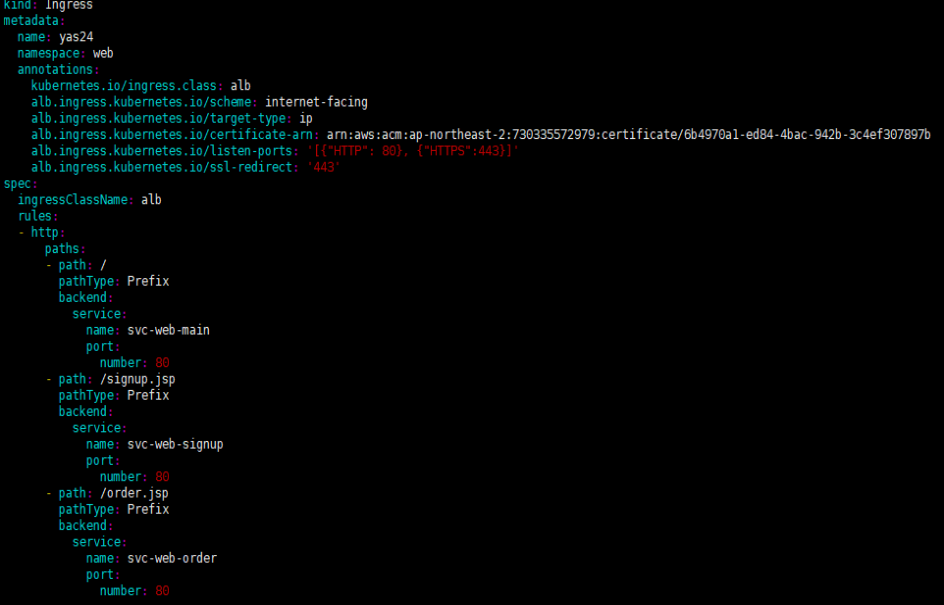 kind: Ingress
metadata:
  name: yas24
  namespace: web
  annotations:
    kubernetes.io/ingress.class: alb
    alb.ingress.kubernetes.io/scheme: internet-facing
    alb.ingress.kubernetes.io/target-type: ip
    alb.ingress.kubernetes.io/certificate-arn: arn:aws:acm:ap-northeast-2:730335572979:certificate/6b4970a1-ed84-4bac-942b-3c4ef307897b
    alb.ingress.kubernetes.io/listen-ports: '[{"HTTP": 80}, {"HTTPS":443}]'
    alb.ingress.kubernetes.io/ssl-redirect: '443'
spec:
  ingressClassName: alb
  rules:
  - http:
      paths:
      - path: /
        pathType: Prefix
        backend:
          service:
            name: svc-web-main
            port:
              number: 80
      - path: /signup.jsp
        pathType: Prefix
        backend:
          service:
            name: svc-web-signup
            port:
              number: 80
      - path: /order.jsp
        pathType: Prefix
        backend:
          service:
            name: svc-web-order
            port:
              number: 80